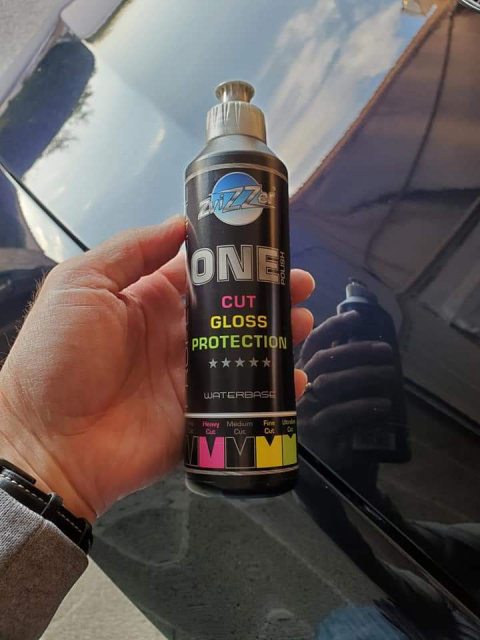 ZviZZer
ONE
POLISH
CUT
GLOSS
PROTECTION
WATERBASE
Heavy Cut
Medium Cut
Fine Cut